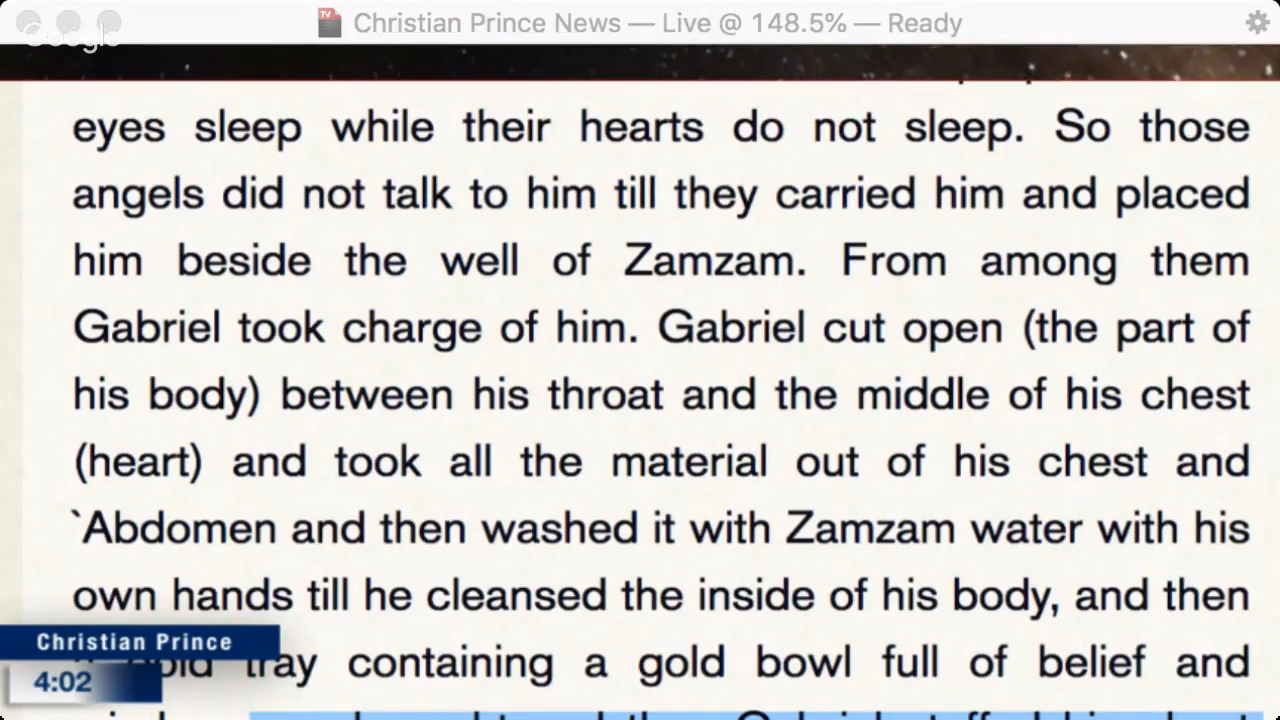 TV Christian Prince News — Live @ 148.5% — Ready
Google
eyes sleep while their hearts do not sleep. So those
angels did not talk to him till they carried him and placed
him beside the well of Zamzam. From among them
Gabriel took charge of him. Gabriel cut open (the part of
his body) between his throat and the middle of his chest
(heart) and took all the material out of his chest and
`Abdomen and then washed it with Zamzam water with his
own hands till he cleansed the inside of his body, and then
Christian Prince
tray containing a gold bowl full of belief and
4:02